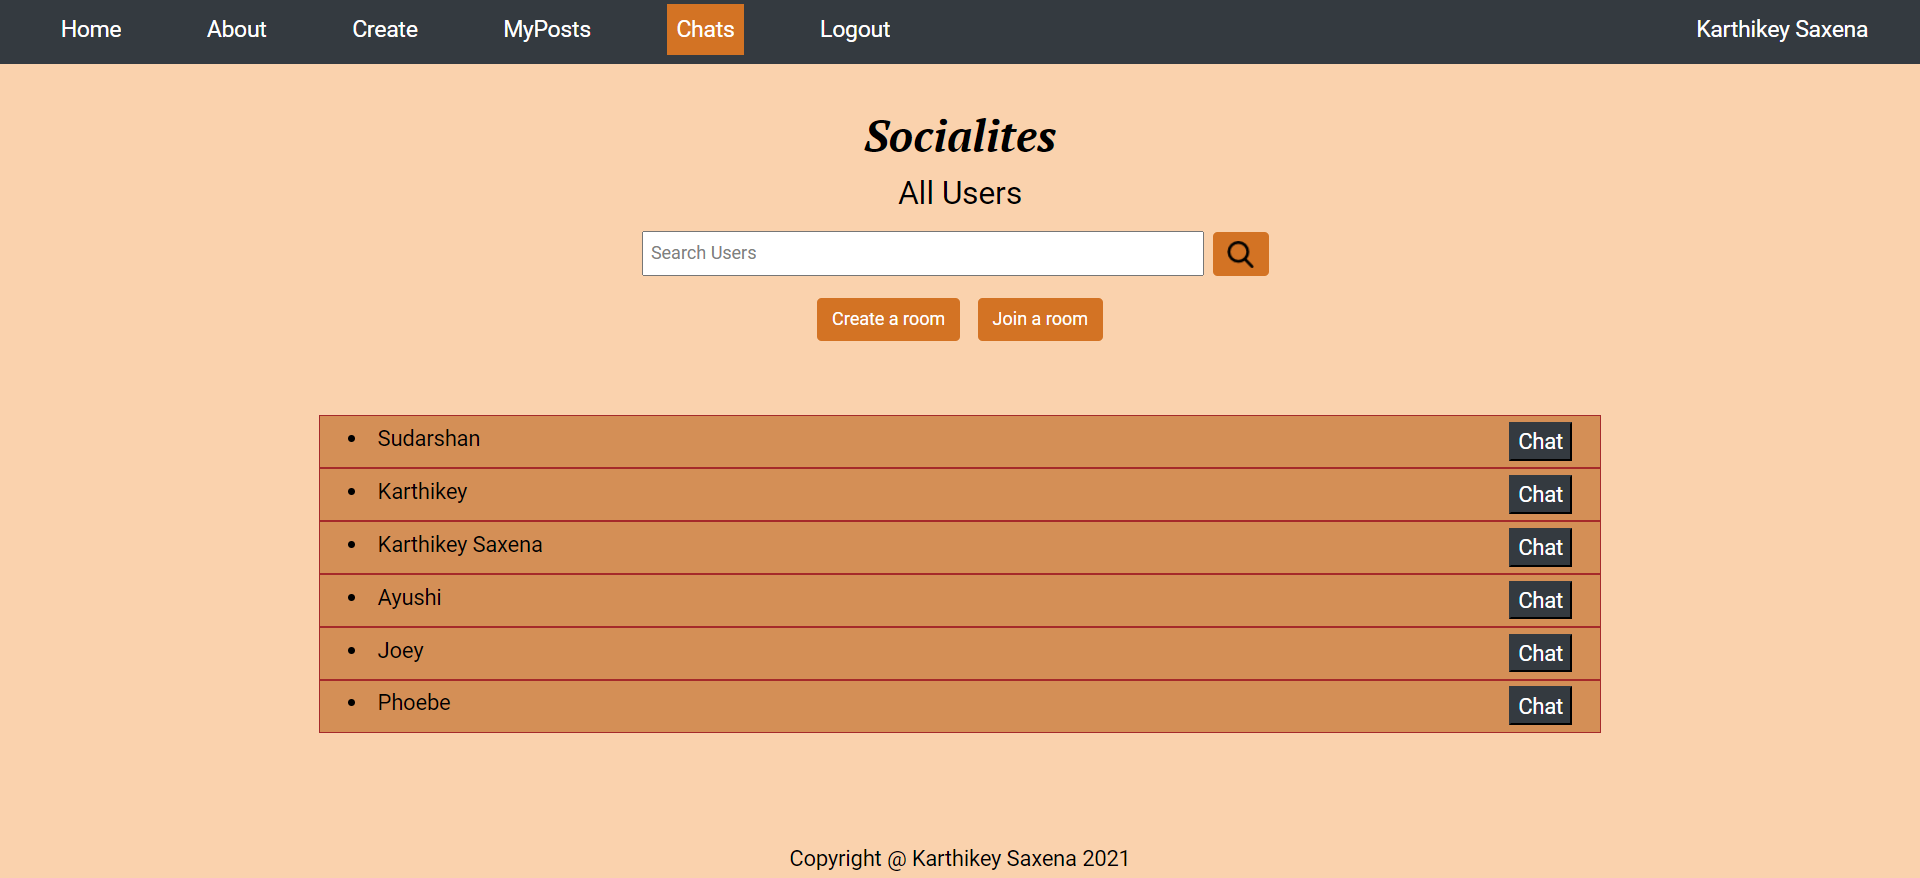 Home About Create MyPosts Chats Logout Karthikey Saxena
Socialites
All Users
Search Users
Create a room Join a room
Sudarshan Chat
Karthikey Chat
Karthikey Saxena Chat
Ayushi Chat
Joey Chat
Phoebe Chat
Copyright @ Karthikey Saxena 2021